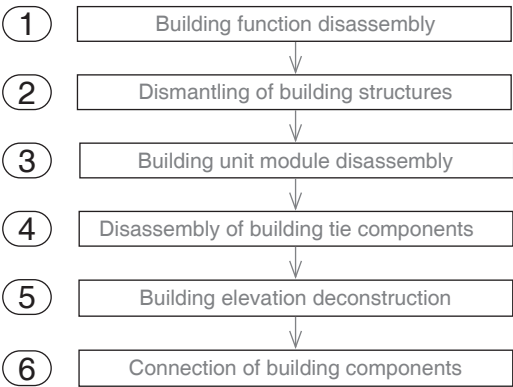 1 Building function disassembly
2 Dismantling of building structures
3 Building unit module disassembly
4 Disassembly of building tie components
5 Building elevation deconstruction
6 Connection of building components